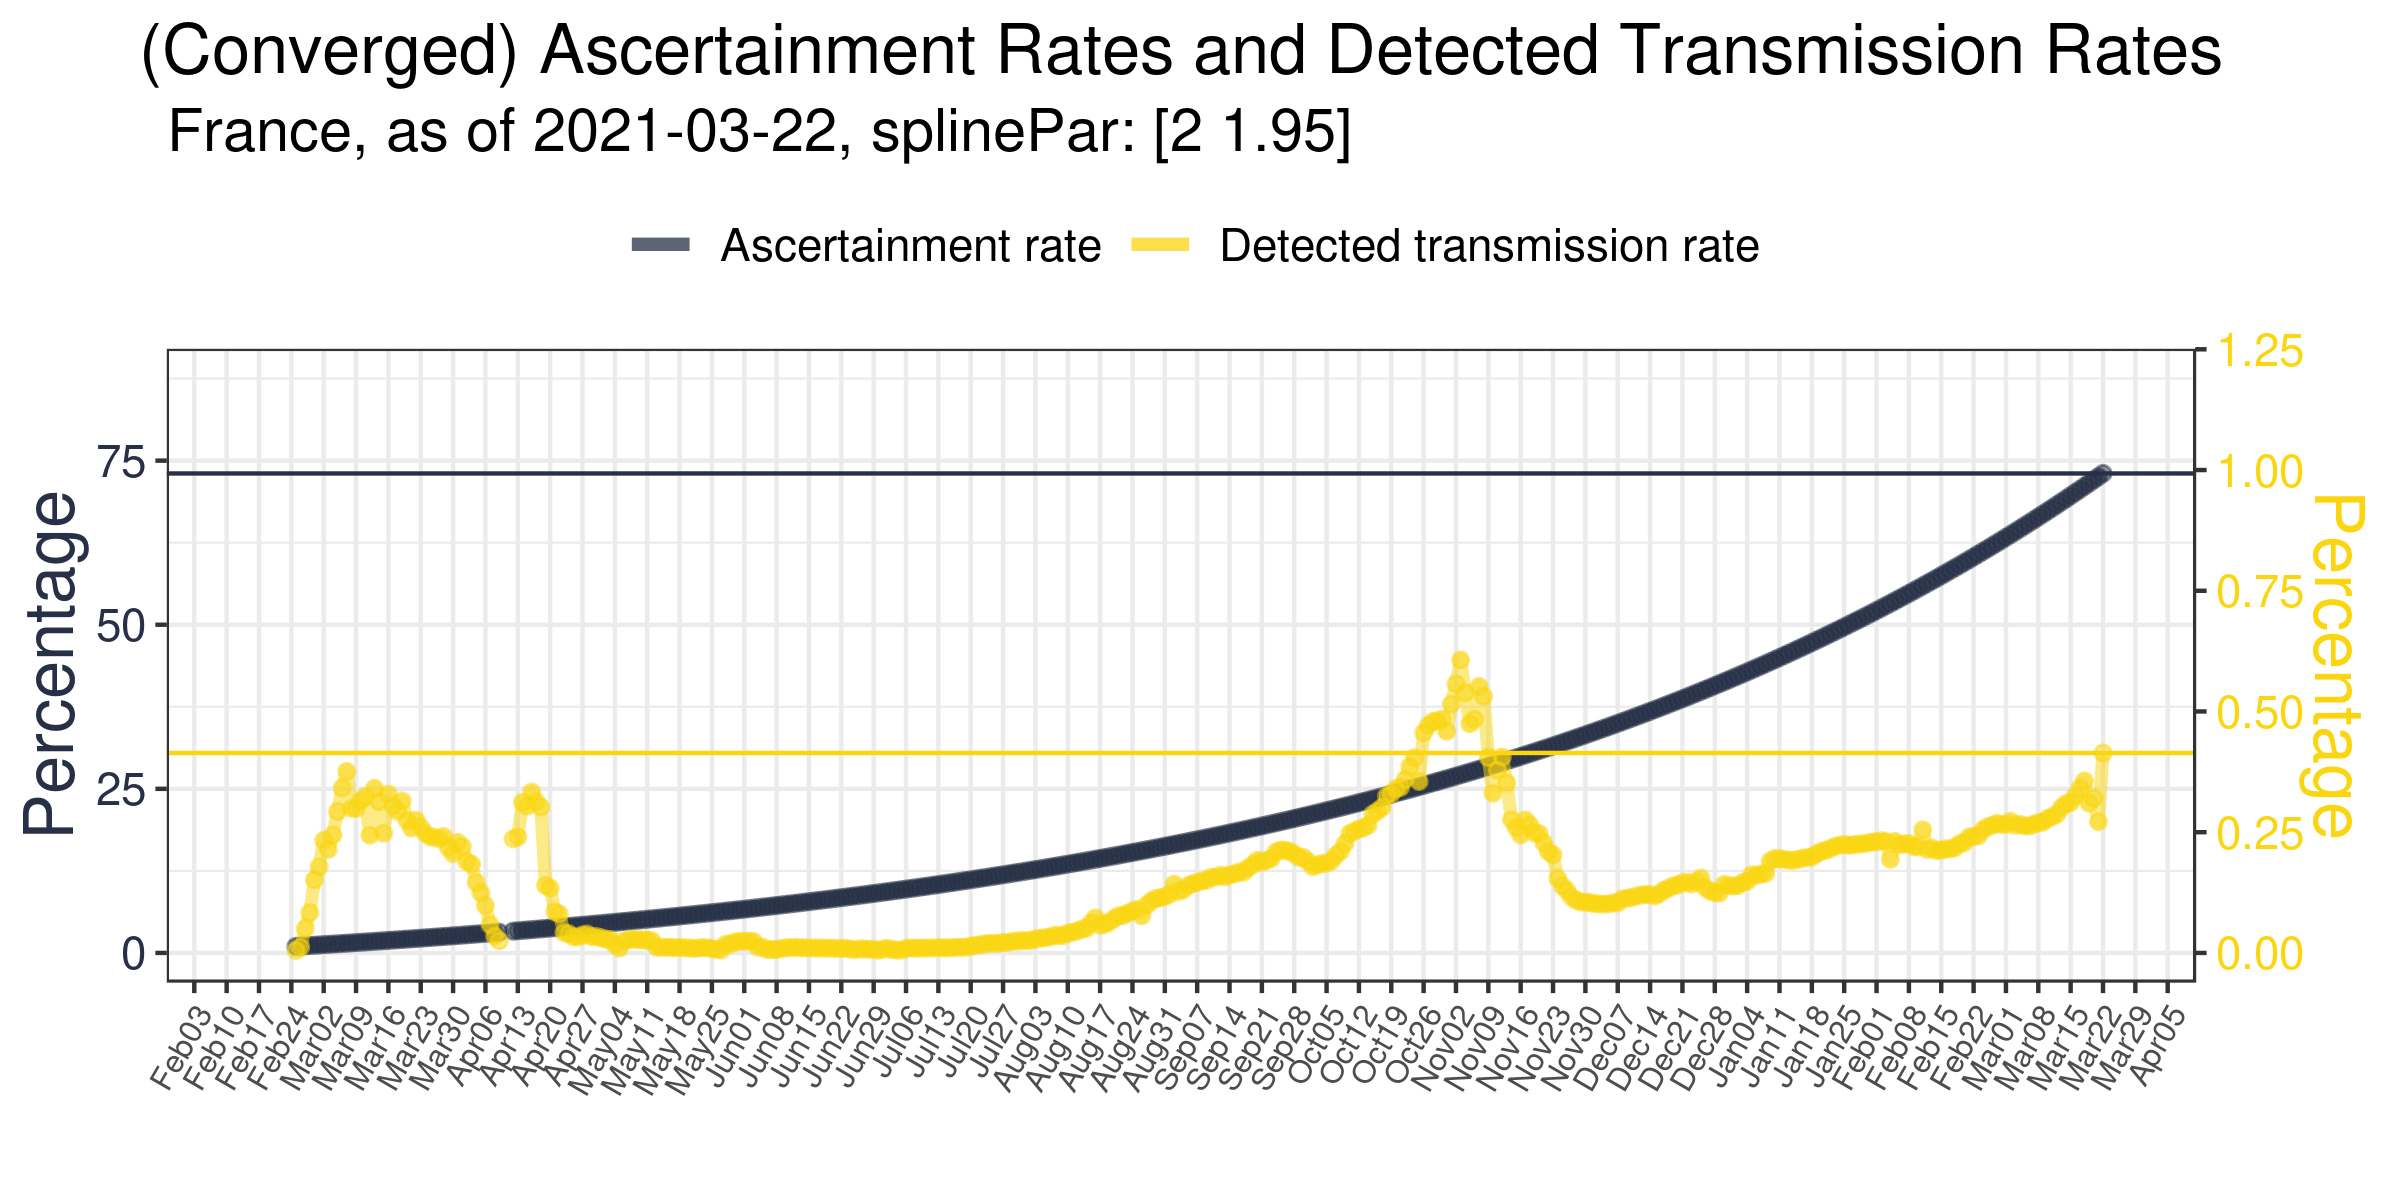 (Converged) Ascertainment Rates and Detected Transmission Rates
France, as of 2021-03-22, splinePar: [2 1.95]
Ascertainment rate Detected transmission rate
Percentage
75
50
25
0
1.25
1.00
0.75
0.50
0.25
0.00
Percentage
Feb03 Feb10 Feb17 Feb24 Mar02 Mar09 Mar16 Mar23 Mar30 Apr06 Apr13 Apr20 Apr27 May04 May11 May18 May25 Jun01 Jun08 Jun15 Jun22 Jun29 Jul06 Jul13 Jul20 Jul27 Aug03 Aug10 Aug17 Aug24 Aug31 Sep07 Sep14 Sep21 Sep28 Oct05 Oct12 Oct19 Oct26 Nov02 Nov09 Nov16 Nov23 Nov30 Dec07 Dec14 Dec21 Dec28 Jan04 Jan11 Jan18 Jan25 Feb01 Feb08 Feb15 Feb22 Mar01 Mar08 Mar15 Mar22 Mar29 Apr05